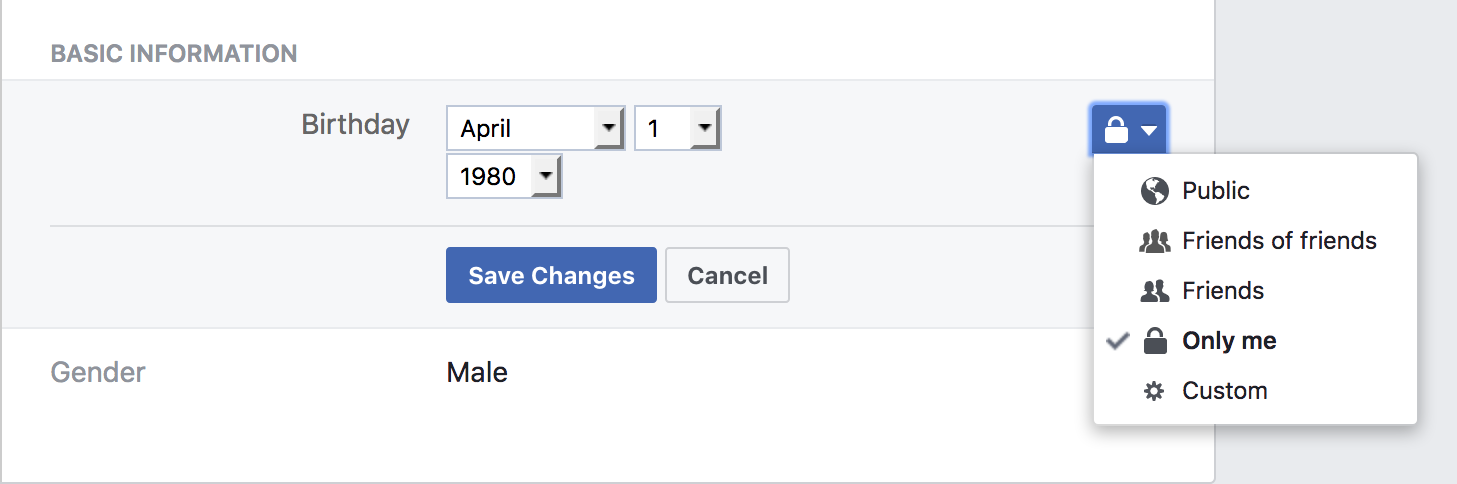 BASIC INFORMATION
Birthday April 1
1980
Public
Friends of friends
Save Changes Cancel
Friends
Only me
Gender Male
Custom